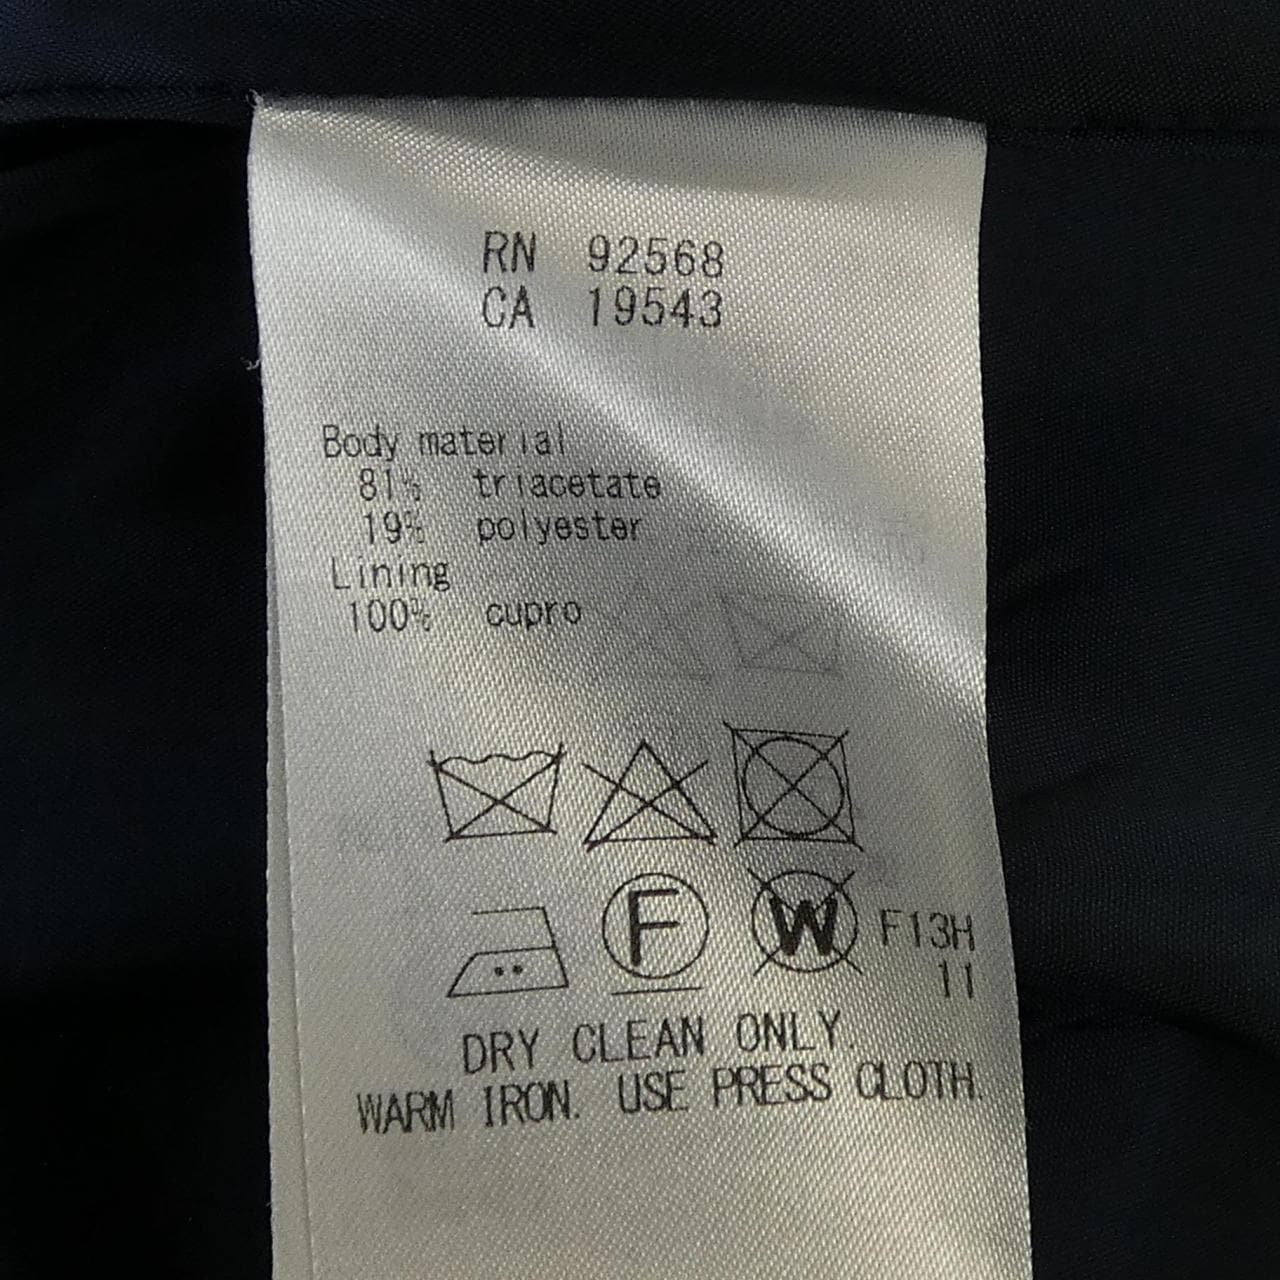 RN 92568
CA 19543
Body material
81% triacetate
19% polyester
Lining
100% cupro
F W F13H
11
DRY CLEAN ONLY.
WARM IRON. USE PRESS CLOTH.